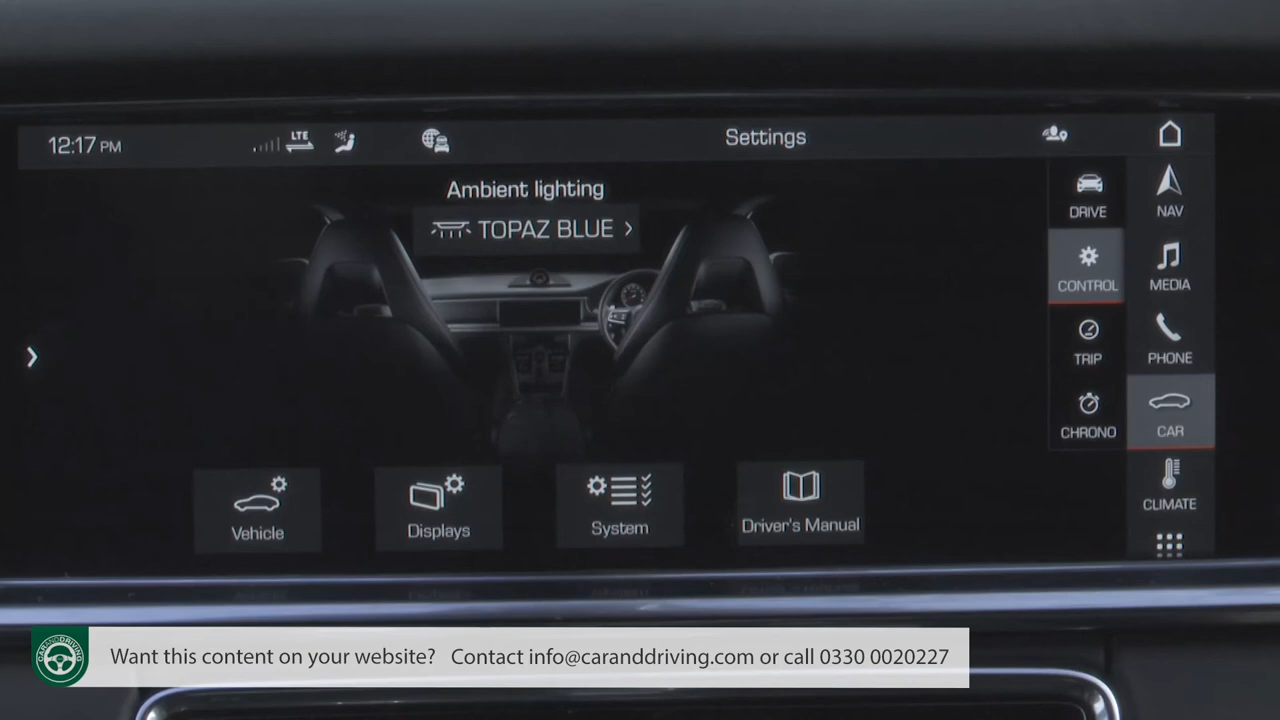 12:17 PM
LTE
Settings
Ambient lighting
TOPAZ BLUE
DRIVE
NAV
CONTROL
MEDIA
TRIP
PHONE
CHRONO
CAR
CLIMATE
Vehicle
Displays
System
Driver's Manual
CARANDDRIVING
Want this content on your website? Contact info@caranddriving.com or call 0330 0020227